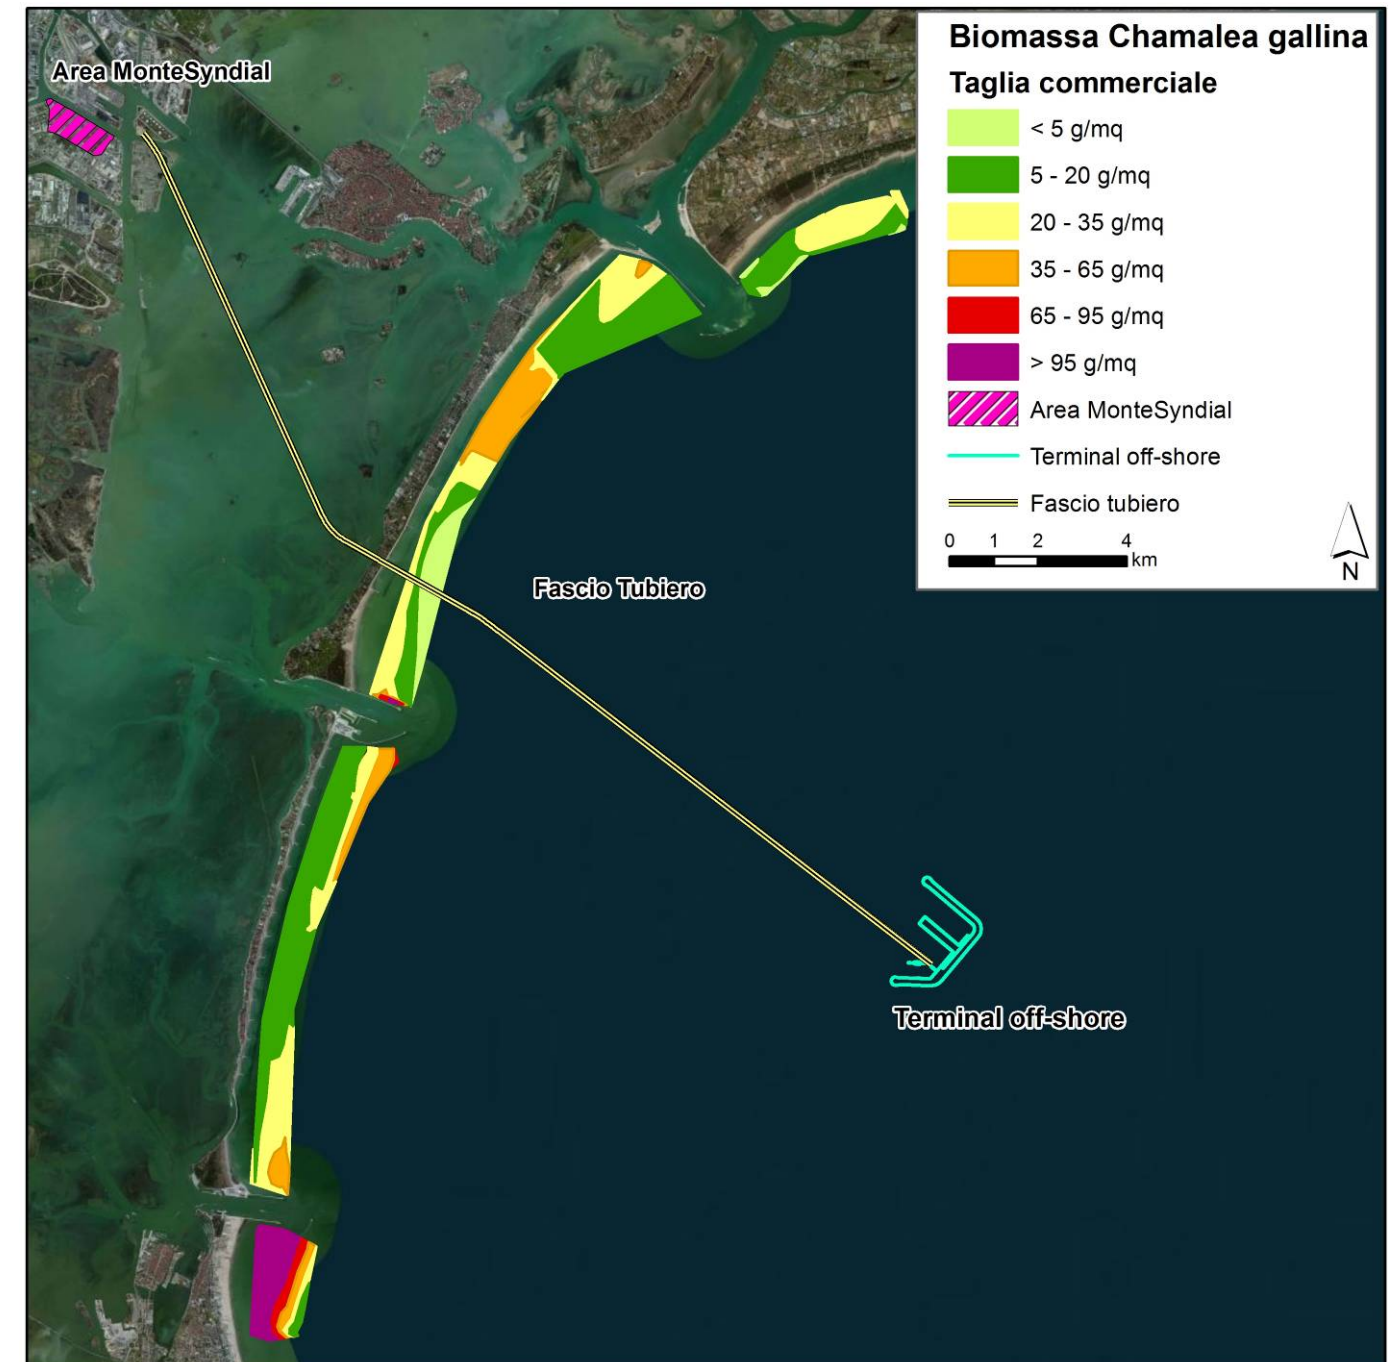 Area MonteSyndial
Biomassa Chamalea gallina
Taglia commerciale
< 5 g/mq
5 - 20 g/mq
20 - 35 g/mq
35 - 65 g/mq
65 - 95 g/mq
> 95 g/mq
Area MonteSyndial
Terminal off-shore
Fascio tubiero
0 1 2 4
km
N
Fascio Tubiero
Terminal off-shore